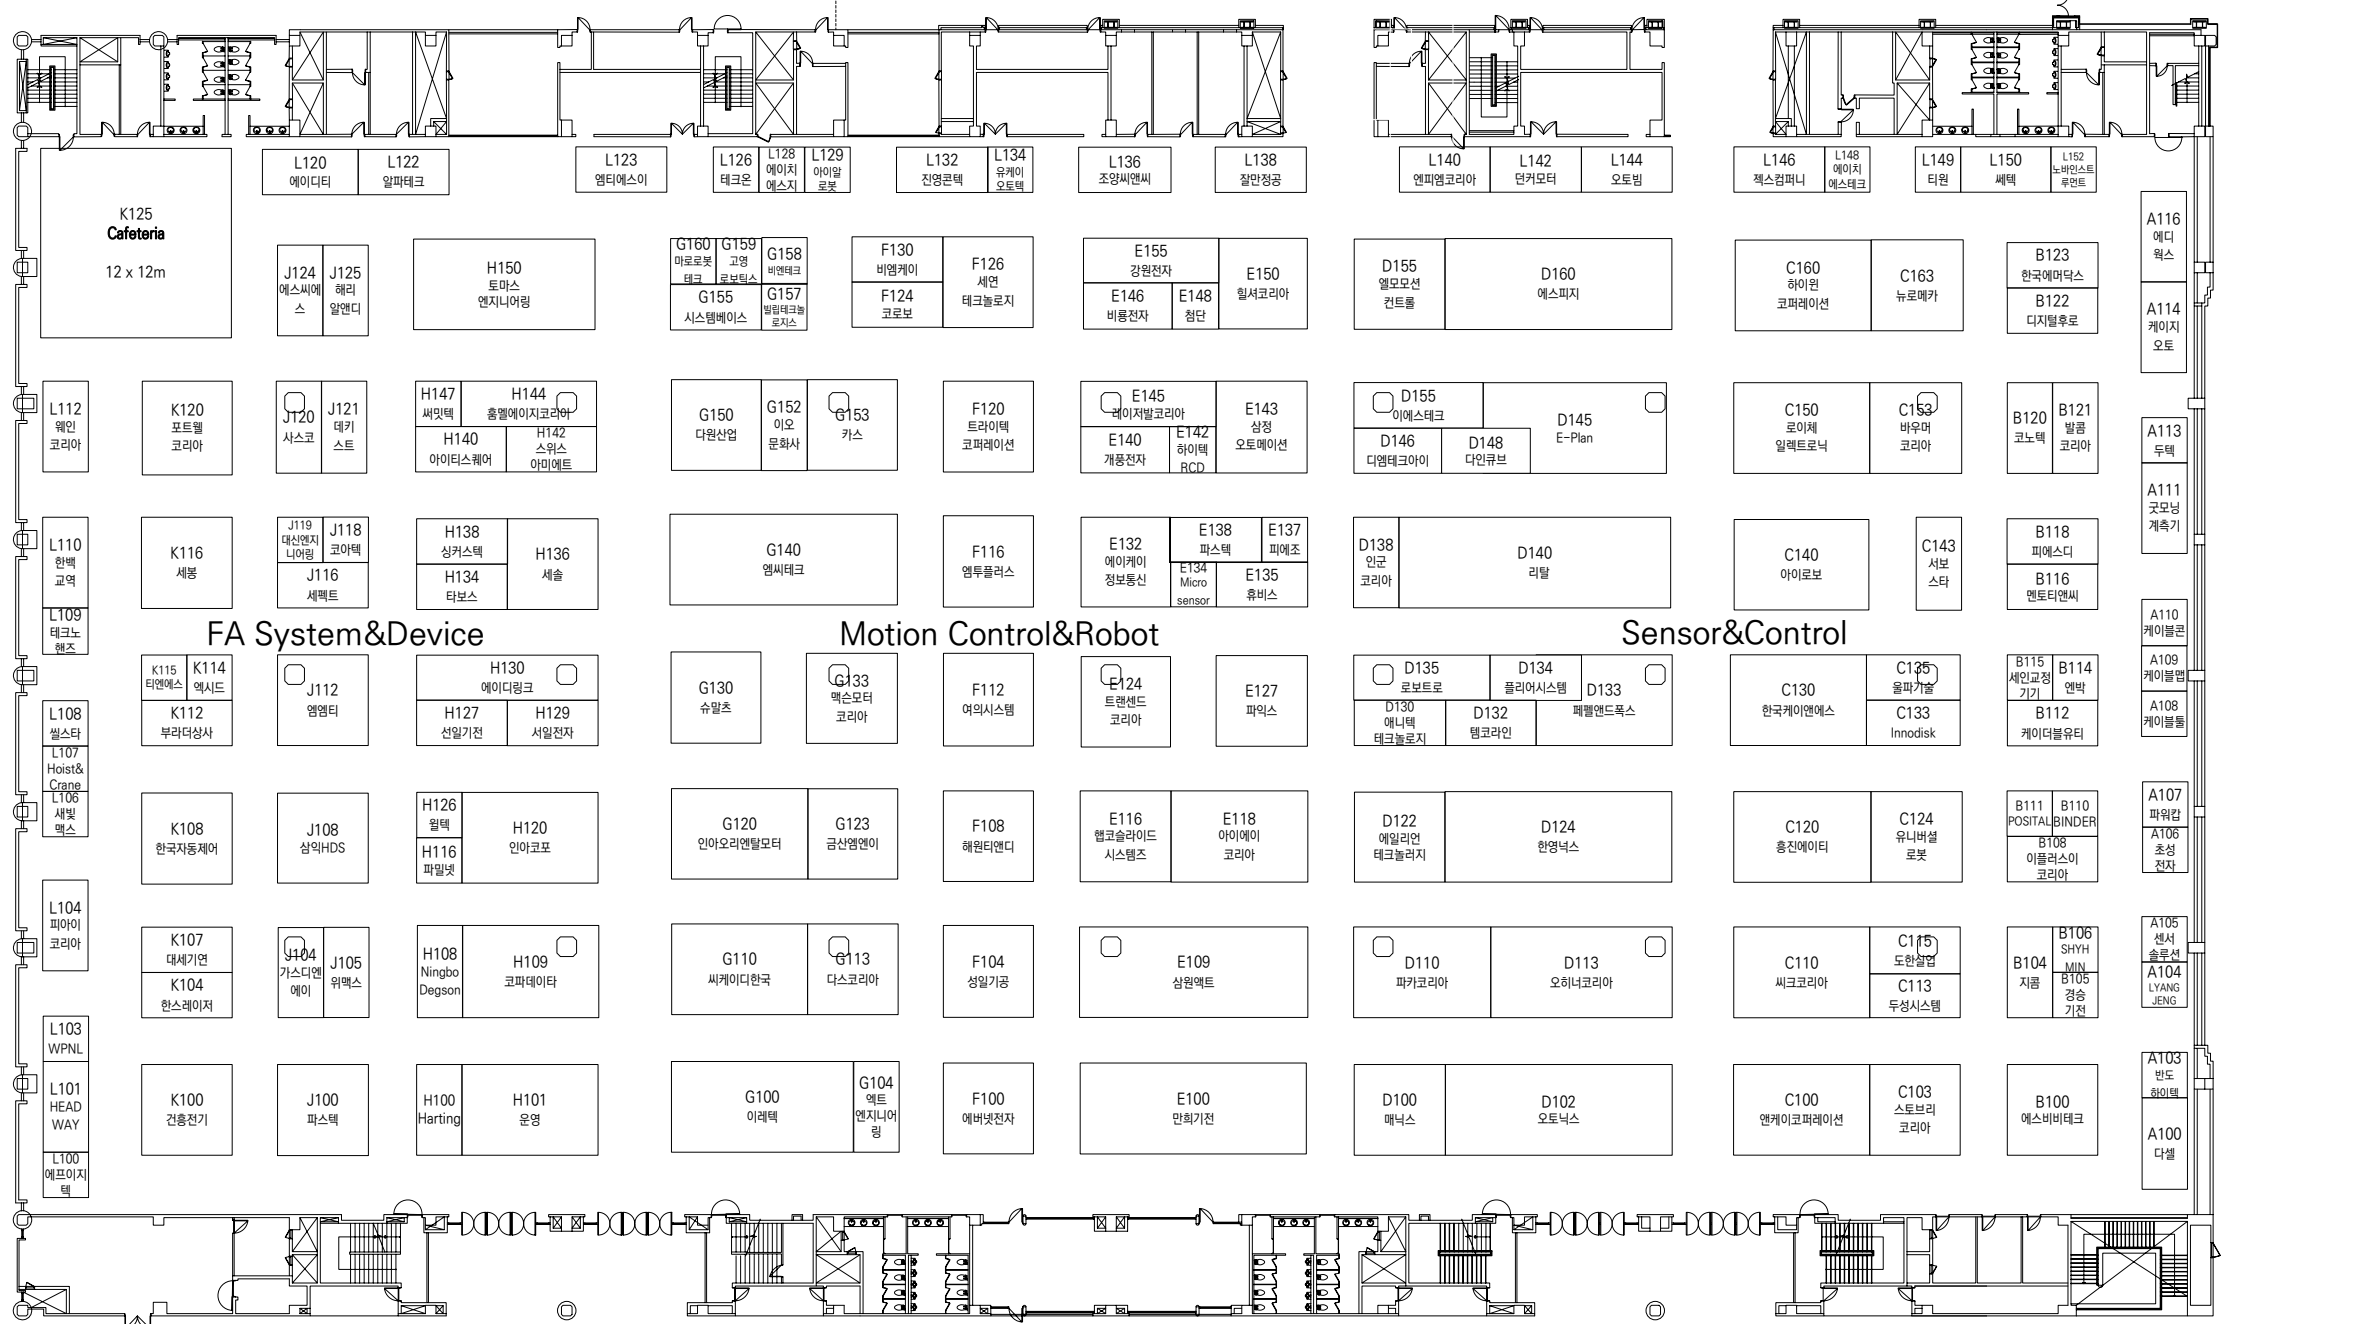 L120
에이디티
L122
알파테크
L123
엠티에스이
L126
테크온
L128
에이치
에스지
L129
아이알
로봇
L132
진영콘텍
L134
유케이
오토텍
L136
조양씨앤씨
L138
잘만정공
L140
엔피엠코리아
L142
던커모터
L144
오토빔
L146
젝스컴퍼니
L148
에이치
에스테크
L149
티원
L150
쎄텍
L152
노바인스트
루먼트
K125
Cafeteria
12 x 12m
J124
에스씨에
스
J125
해리
알앤디
H150
토마스
엔지니어링
G160
마로로봇
테크
G159
고영
로보틱스
G158
비엔테크
G155
시스템베이스
G157
빌립테크놀
로지스
F130
비엠케이
F124
코로보
F126
세연
테크놀로지
E155
강원전자
E146
비룡전자
E148
첨단
E150
힐셔코리아
D155
엘모모션
컨트롤
D160
에스피지
C160
하이윈
코퍼레이션
C163
뉴로메카
B123
한국에머닥스
B122
디지털후로
A116
에디
웍스
A114
케이지
오토
L112
웨인
코리아
K120
포트웰
코리아
J120
사스코
J121
데키
스트
H147
써밋텍
H144
훔멜에이지코리아
H140
아이티스퀘어
H142
스위스
아미에트
G150
다원산업
G152
이오
문화사
G153
카스
F120
트라이텍
코퍼레이션
E145
레이저발코리아
E140
개풍전자
E142
하이텍
RCD
E143
삼정
오토메이션
D155
이에스테크
D146
디엠테크아이
D148
다인큐브
D145
E-Plan
C150
로이체
일렉트로닉
C153
바우머
코리아
B120
코노텍
B121
발콤
코리아
A113
두텍
A111
굿모닝
계측기
L110
한백
교역
L109
테크노
핸즈
K116
세봉
J119
대신엔지
니어링
J118
코아텍
J116
세펙트
H138
싱커스텍
H134
타보스
H136
세솔
G140
엠씨테크
F116
엠투플러스
E132
에이케이
정보통신
E138
파스텍
E137
피에조
E134
Micro
sensor
E135
휴비스
D138
인군
코리아
D140
리탈
C140
아이로보
C143
서보
스타
B118
피에스디
B116
멘토티앤씨
A110
케이블콘
A109
케이블맵
A108
케이블툴
FA System&Device
Motion Control&Robot
Sensor&Control
L108
씰스타
L107
Hoist&
Crane
L106
새빛
맥스
K115
티엔에스
K114
엑시드
K112
부라더상사
J112
엠엠티
H130
에이디링크
H127
선일기전
H129
서일전자
G130
슈말츠
G133
맥슨모터
코리아
F112
여의시스템
E124
트랜센드
코리아
E127
파익스
D135
로보트로
D134
플리어시스템
D133
페펠앤드폭스
D130
애니텍
테크놀로지
D132
템코라인
C130
한국케이앤에스
C135
울파기술
C133
Innodisk
B115
세인교정
기기
B114
엔박
B112
케이더블유티
K108
한국자동제어
J108
삼익HDS
H126
윌텍
H116
파밀넷
H120
인아코포
G120
인아오리엔탈모터
G123
금산엠엔이
F108
해원티앤디
E116
햅코슬라이드
시스템즈
E118
아이에이
코리아
D122
에일리언
테크놀러지
D124
한영넉스
C120
흥진에이티
C124
유니버셜
로봇
B111
POSITAL
B110
BINDER
B108
이플러스이
코리아
A107
파워캅
A106
초성
전자
L104
피아이
코리아
K107
대세기연
K104
한스레이저
J104
가스디엔
에이
J105
위맥스
H108
Ningbo
Degson
H109
코파데이타
G110
씨케이디한국
G113
다스코리아
F104
성일기공
E109
삼원액트
D110
파카코리아
D113
오히너코리아
C110
씨크코리아
C115
도한실업
C113
두성시스템
B104
지콤
B106
SHYH
MIN
B105
경승
기전
A105
센서
솔루션
A104
LYANG
JENG
L103
WPNL
L101
HEAD
WAY
L100
에프이지
텍
K100
건흥전기
J100
파스텍
H100
Harting
H101
운영
G100
이레텍
G104
엑트
엔지니어
링
F100
에버넷전자
E100
만희기전
D100
매닉스
D102
오토닉스
C100
앤케이코퍼레이션
C103
스토브리
코리아
B100
에스비비테크
A103
반도
하이텍
A100
다셀